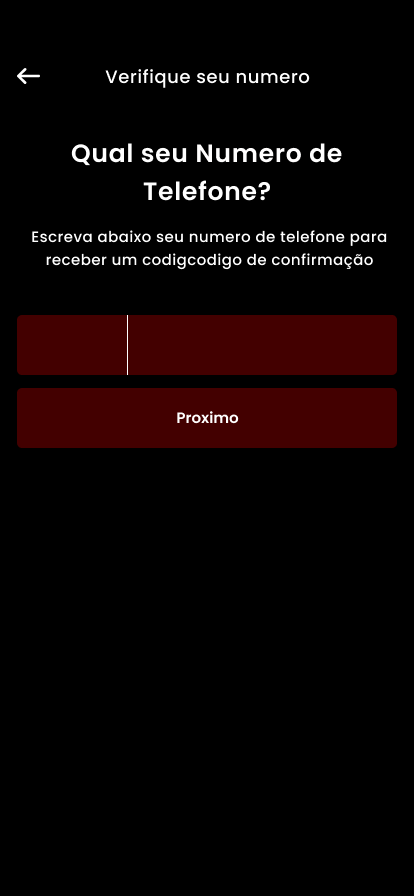 Verifique seu numero
Qual seu Numero de
Telefone?
Escreva abaixo seu numero de telefone para
receber um codigcodigo de confirmação
Proximo